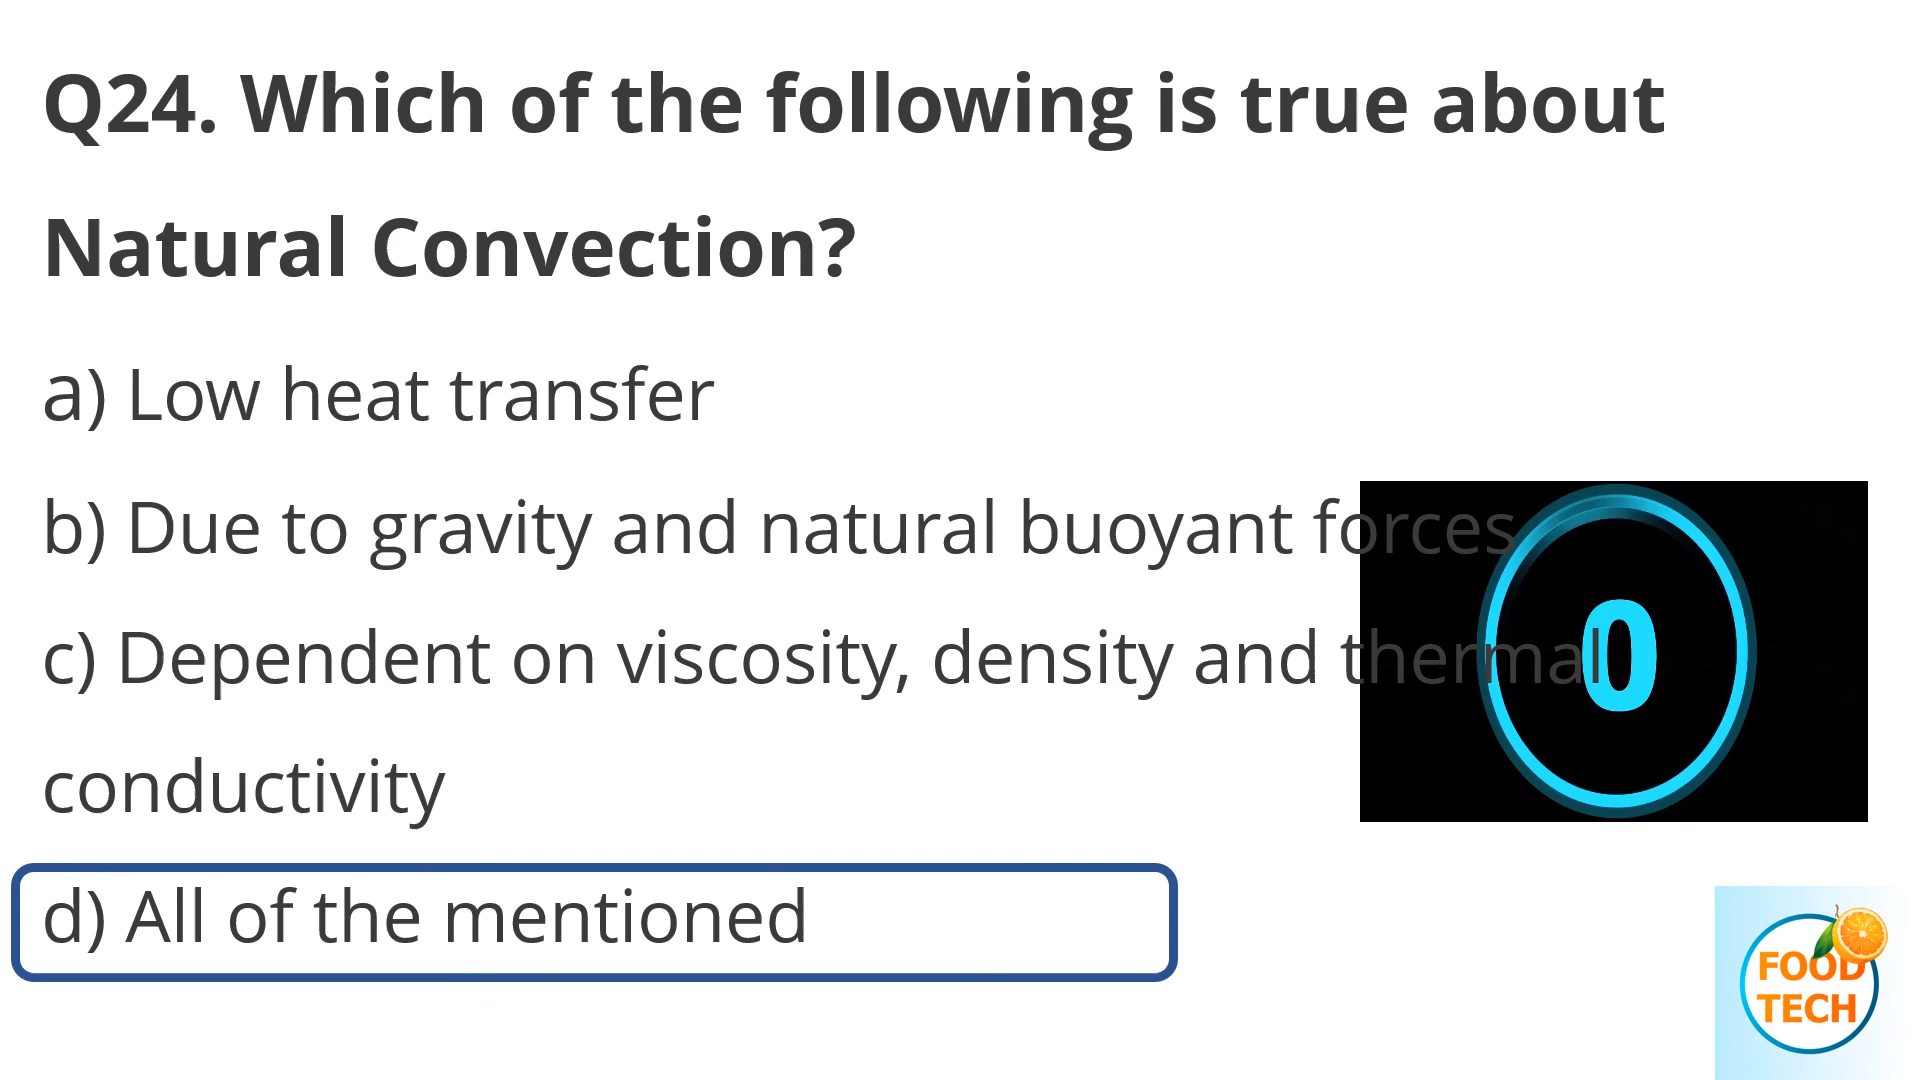 Q24. Which of the following is true about
Natural Convection?
a) Low heat transfer
b) Due to gravity and natural buoyant forces
c) Dependent on viscosity, density and thermal
conductivity
0
d) All of the mentioned
FOOD
TECH